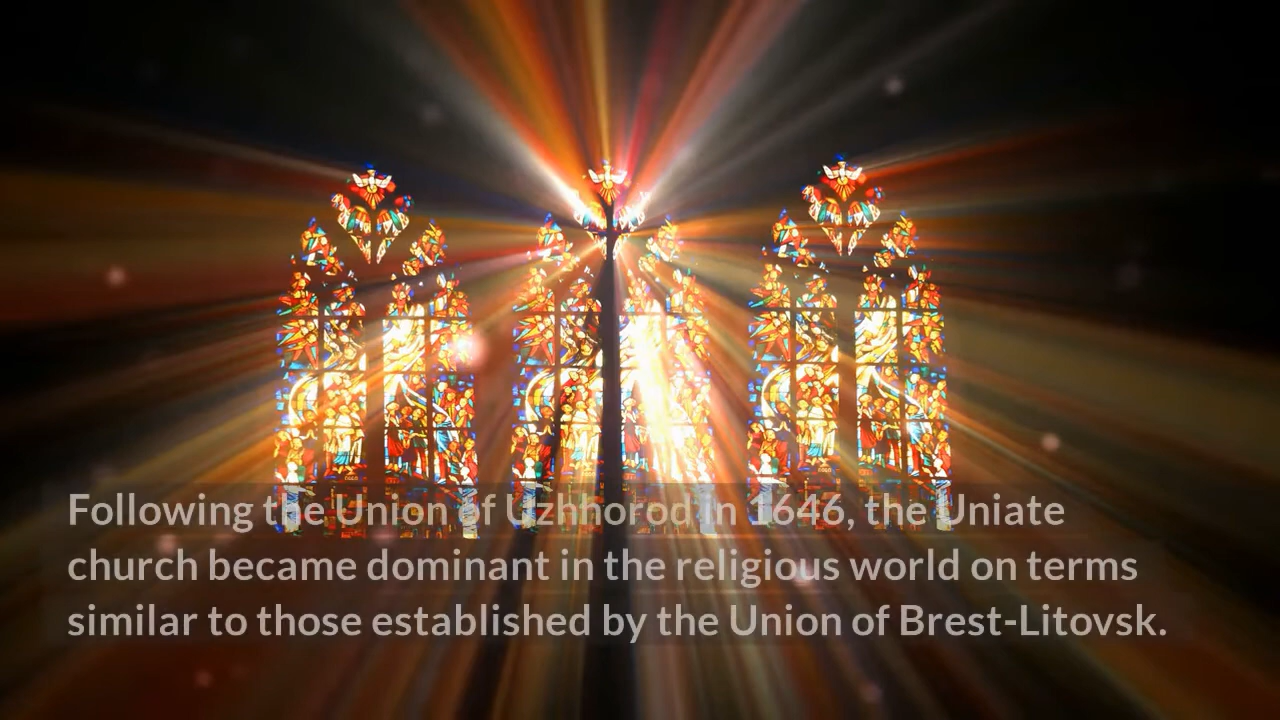 Following the Union of Uzhhorod in 1646, the Uniate
church became dominant in the religious world on terms
similar to those established by the Union of Brest-Litovsk.